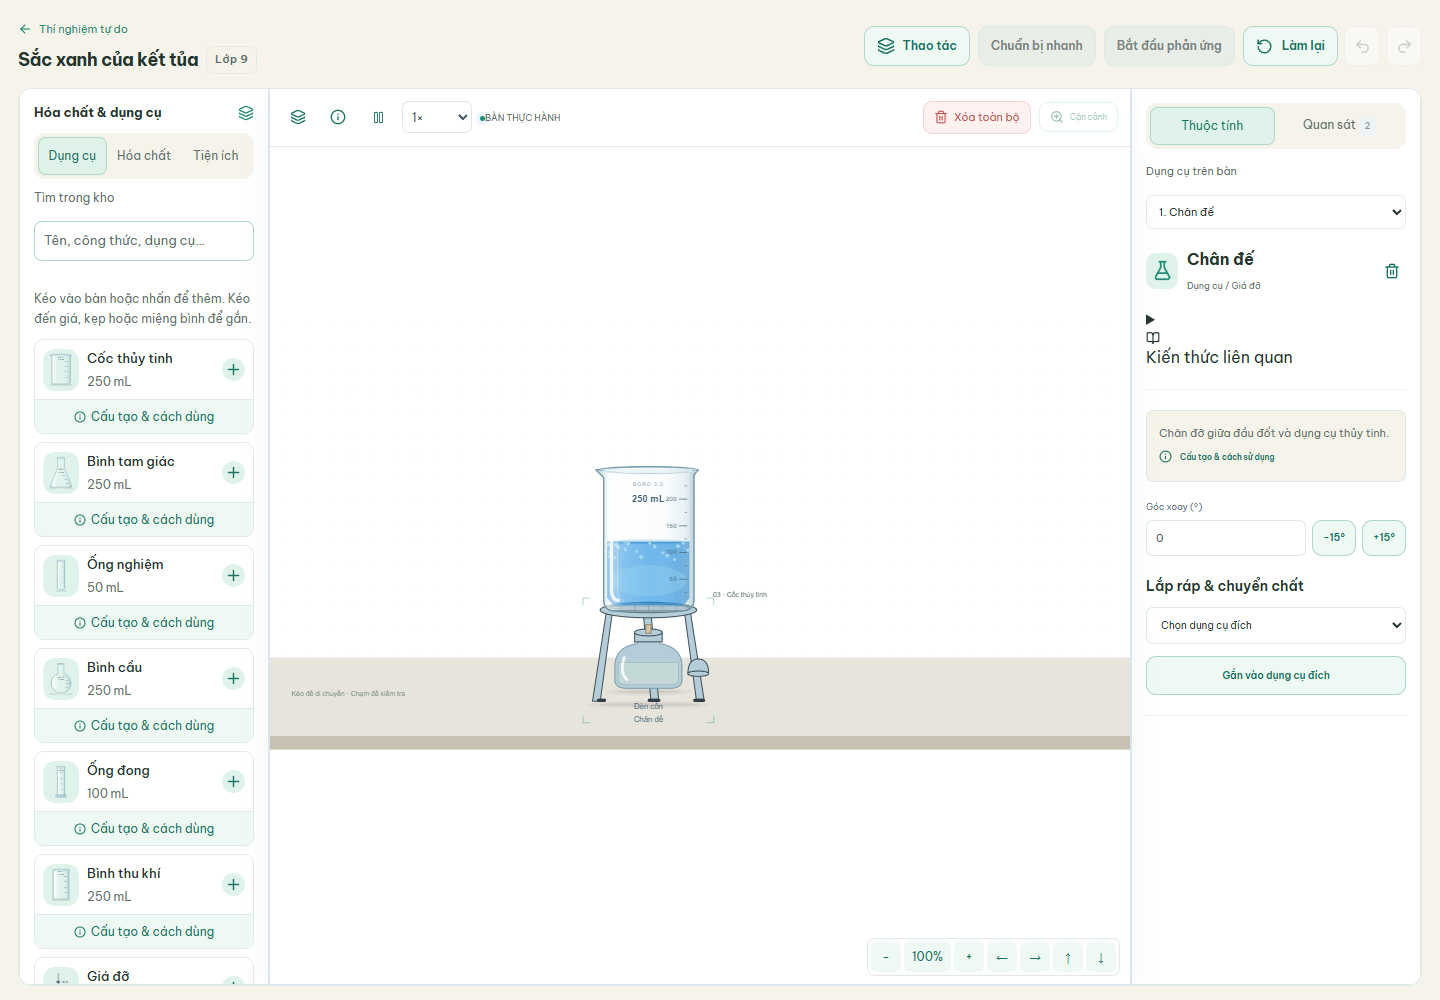 Thí nghiệm tự do
Sắc xanh của kết tủa
Lớp 9
Thao tác
Chuẩn bị nhanh
Bắt đầu phản ứng
Làm lại
Hóa chất & dụng cụ
Dụng cụ
Hóa chất
Tiện ích
Tìm trong kho
Tên, công thức, dụng cụ...
Kéo vào bàn hoặc nhấn để thêm. Kéo
đến giá, kẹp hoặc miệng bình để gắn.
Cốc thủy tinh
250 mL
Cấu tạo & cách dùng
Bình tam giác
250 mL
Cấu tạo & cách dùng
Ống nghiệm
50 mL
Cấu tạo & cách dùng
Bình cầu
250 mL
Cấu tạo & cách dùng
Ống đong
100 mL
Cấu tạo & cách dùng
Bình thu khí
250 mL
Cấu tạo & cách dùng
Giá đỡ
1×
BÀN THỰC HÀNH
Xóa toàn bộ
Cận cảnh
BORO 3.3
250 mL
200
150
100
50
03 · Cốc thủy tinh
Kéo để di chuyển · Chạm để kiểm tra
Đèn cồn
Chân đế
-
100%
+
←
→
↑
↓
Thuộc tính
Quan sát 2
Dụng cụ trên bàn
1. Chân đế
Chân đế
Dụng cụ / Giá đỡ
Kiến thức liên quan
Chân đỡ giữa đầu đốt và dụng cụ thủy tinh.
Cấu tạo & cách sử dụng
Góc xoay (°)
0
-15°
+15°
Lắp ráp & chuyển chất
Chọn dụng cụ đích
Gắn vào dụng cụ đích